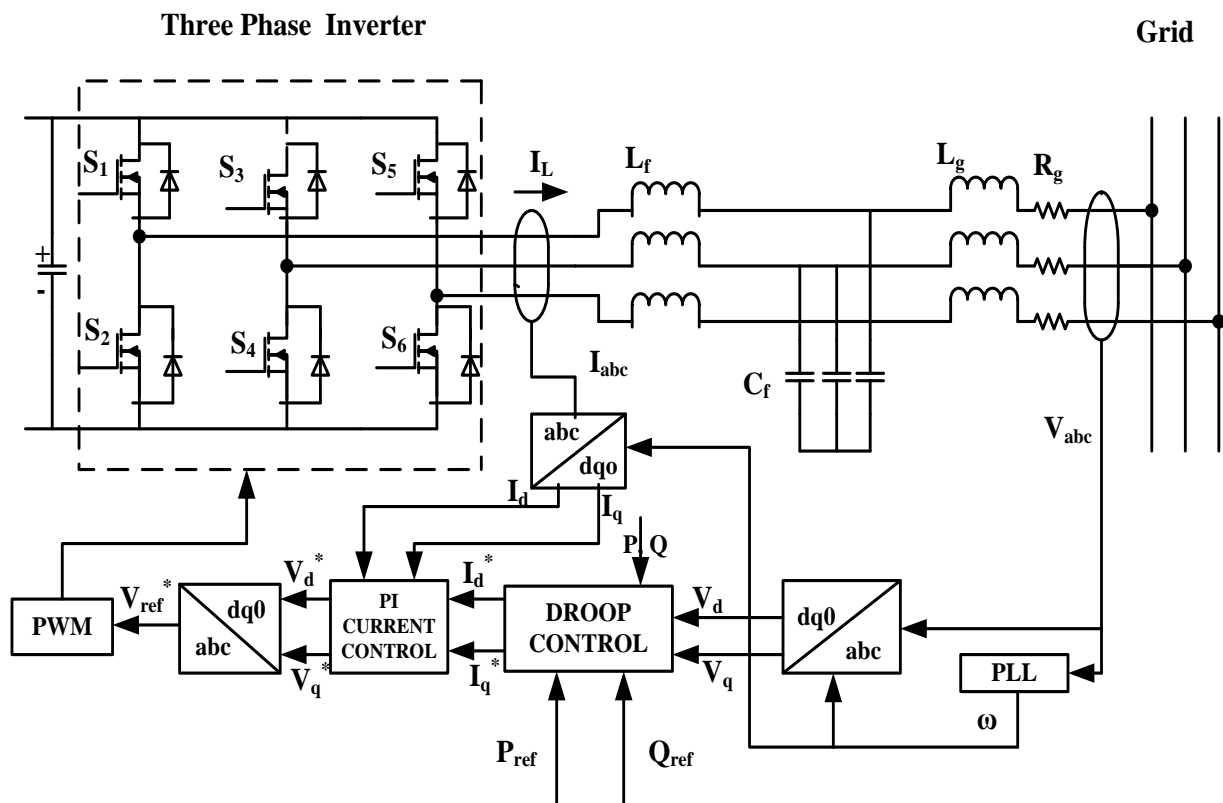 Three Phase Inverter
Grid
S1
S3
S5
IL
Lf
Lg
Rg
+
-
S2
S4
S6
Iabc
Cf
Vabc
abc
dqo
Id
Iq
P, Q
Vd*
Id*
Vd
Vref*
PWM
dq0
abc
PI
CURRENT
CONTROL
DROOP
CONTROL
dq0
abc
Vq*
Iq*
Vq
PLL
ω
Pref
Qref